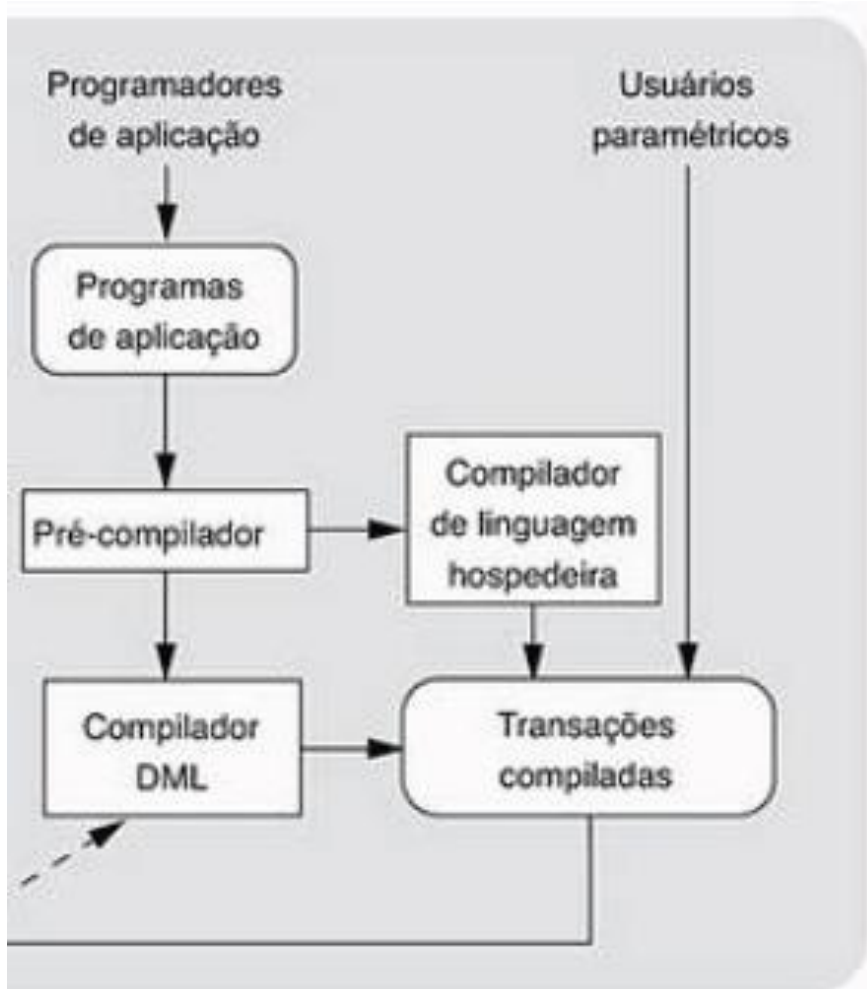 Programadores
de aplicação
Usuários
paramétricos
Programas
de aplicação
Pré-compilador
Compilador
de linguagem
hospedeira
Compilador
DML
Transações
compiladas